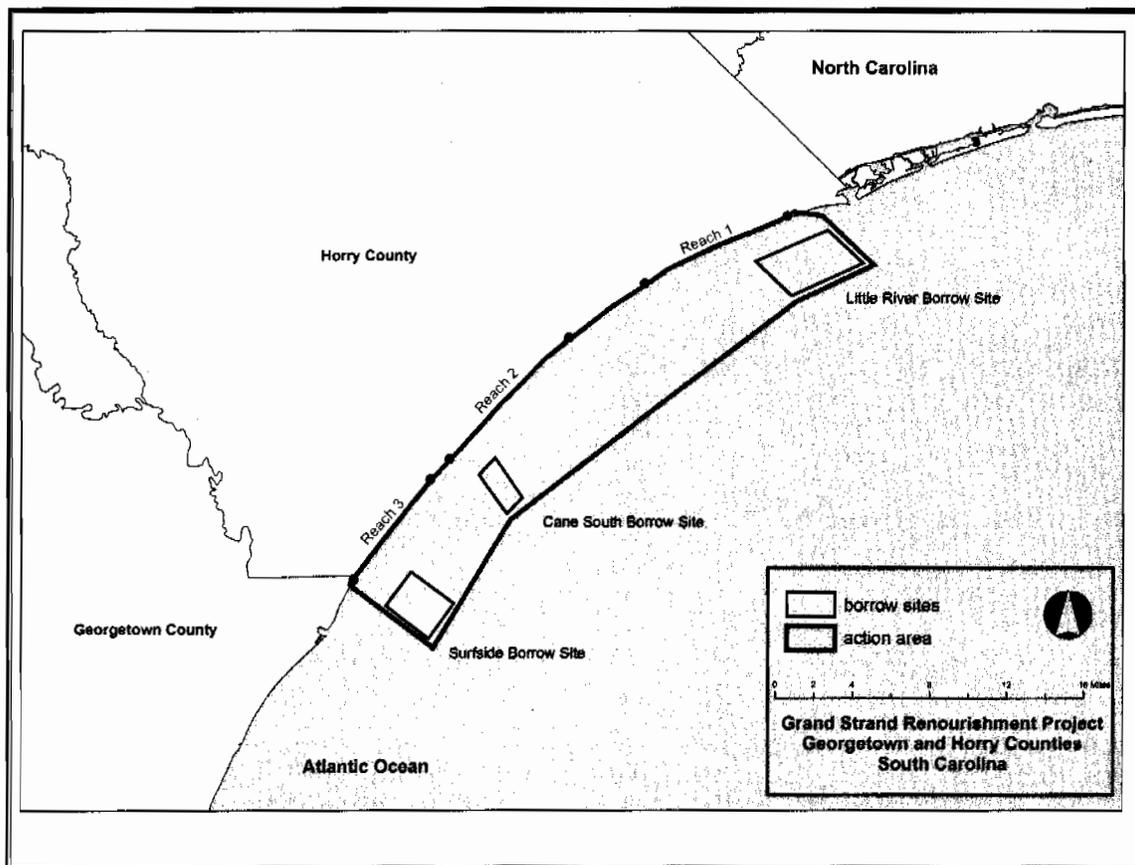 North Carolina
Horry County
Reach 1
Little River Borrow Site
Reach 2
Cane South Borrow Site
Reach 3
Georgetown County
Surfside Borrow Site
Atlantic Ocean
borrow sites
action area
0 2 4 8 12 16 Miles
Grand Strand Renourishment Project
Georgetown and Horry Counties
South Carolina